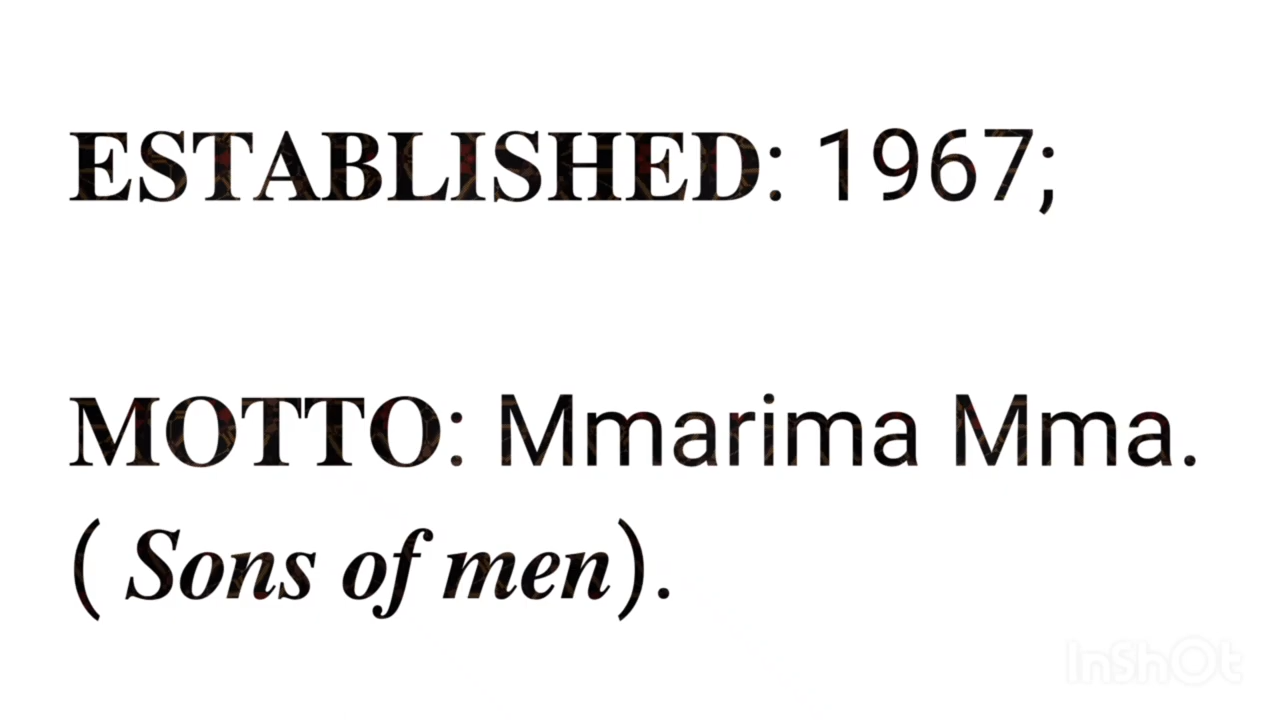 ESTABLISHED: 1967;
MOTTO: Mmarima Mma.
( Sons of men).
InShOt